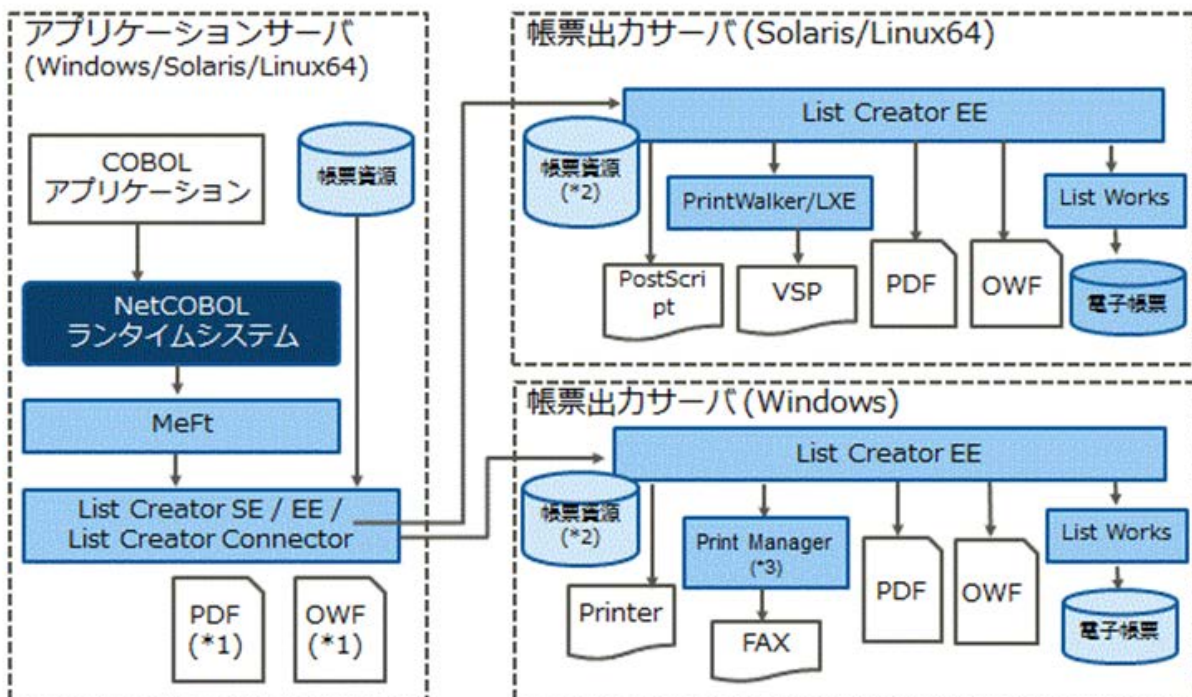 アプリケーションサーバ
(Windows/Solaris/Linux64)
COBOL
アプリケーション
帳票資源
NetCOBOL
ランタイムシステム
MeFt
List Creator SE / EE /
List Creator Connector
PDF
(*1)
OWF
(*1)
帳票出力サーバ(Solaris/Linux64)
List Creator EE
帳票資源
(*2)
PrintWalker/LXE
List Works
PostScri
pt
VSP
PDF
OWF
電子帳票
帳票出力サーバ(Windows)
List Creator EE
帳票資源
(*2)
Print Manager
(*3)
List Works
Printer
FAX
PDF
OWF
電子帳票